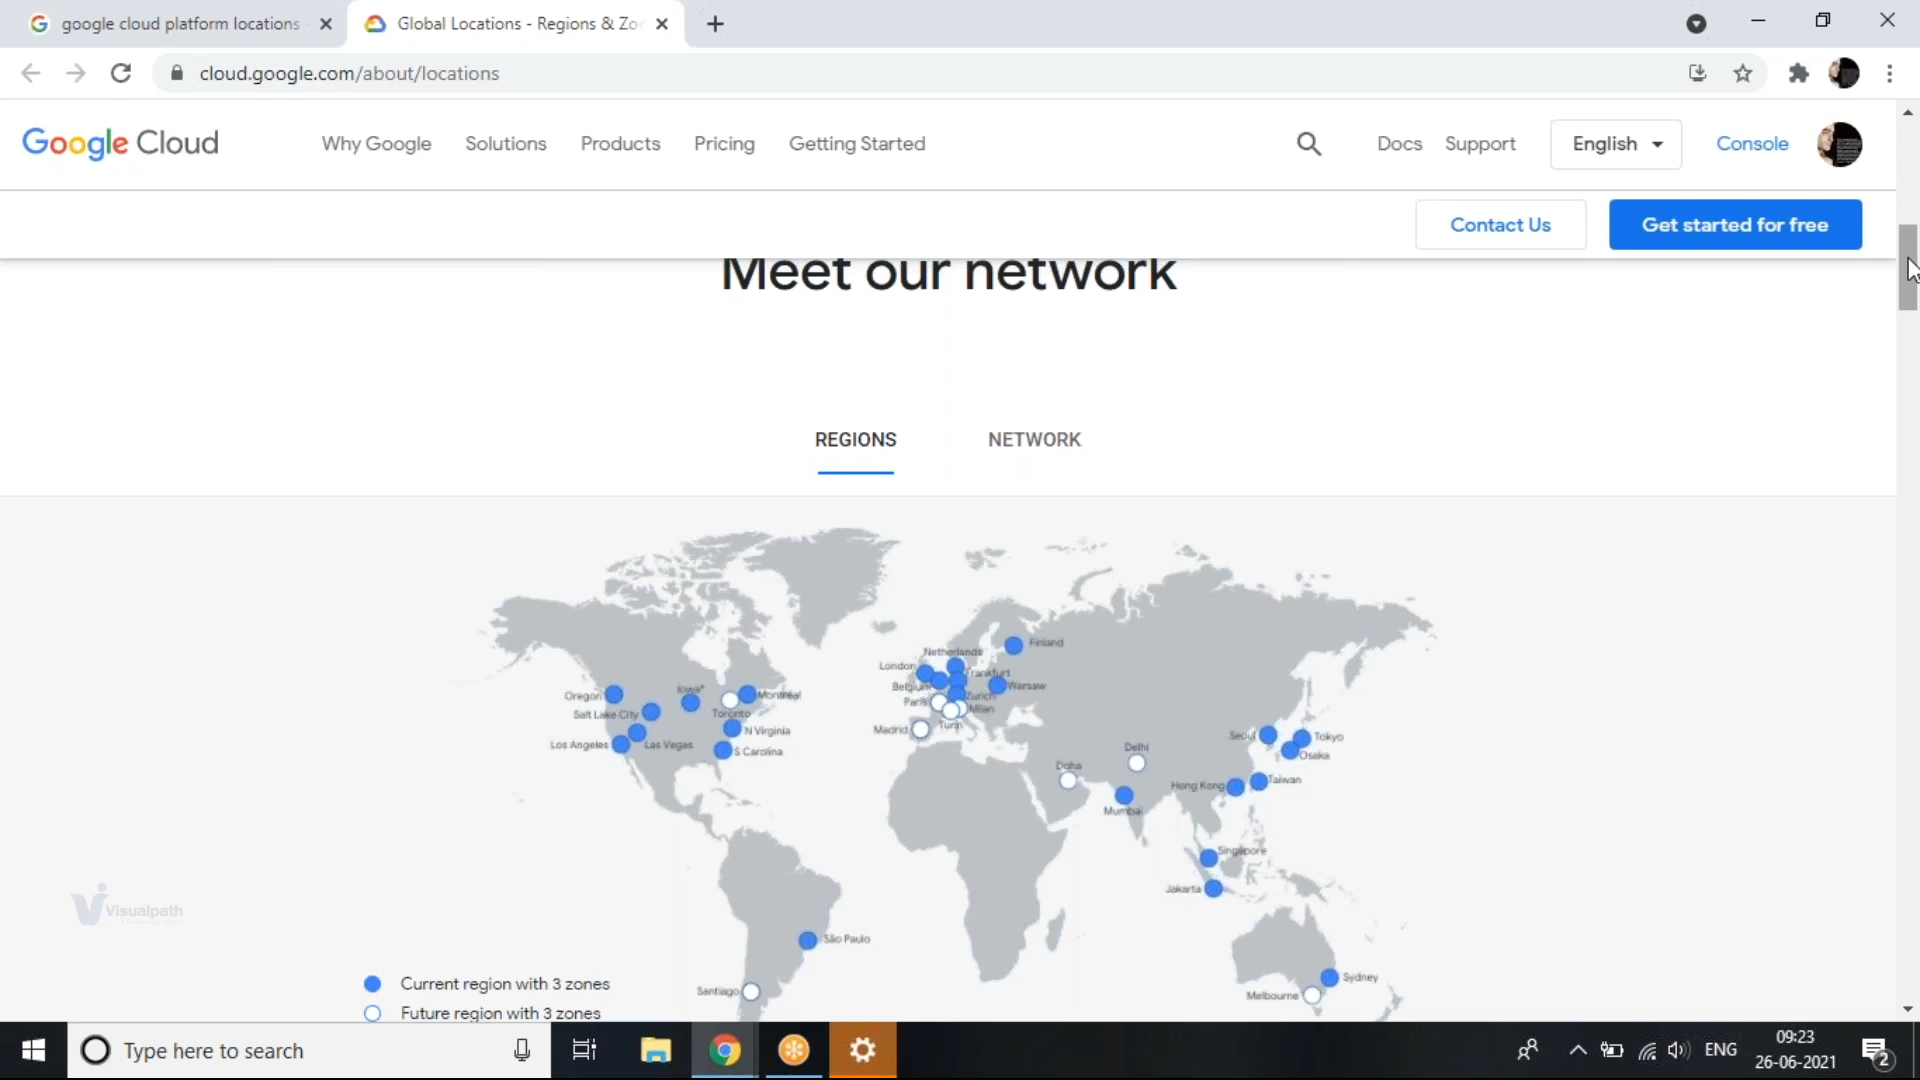 google cloud platform locations
Global Locations - Regions & Zo
cloud.google.com/about/locations
Google Cloud
Why Google
Solutions
Products
Pricing
Getting Started
Docs
Support
English
Console
Contact Us
Get started for free
Meet our network
REGIONS
NETWORK
Finland
Netherlands
London
Frankfurt
Belgium
Warsaw
Oregon
Iowa*
Montréal
Zurich
Paris
Milan
Salt Lake City
Toronto
Turin
Madrid
N Virginia
Los Angeles
Las Vegas
S Carolina
Seoul
Tokyo
Osaka
Delhi
Doha
Hong Kong
Taiwan
Mumbai
Singapore
Jakarta
Visualpath
São Paulo
Sydney
Santiago
Melbourne
Current region with 3 zones
Future region with 3 zones
Type here to search
ENG
09:23
26-06-2021
2